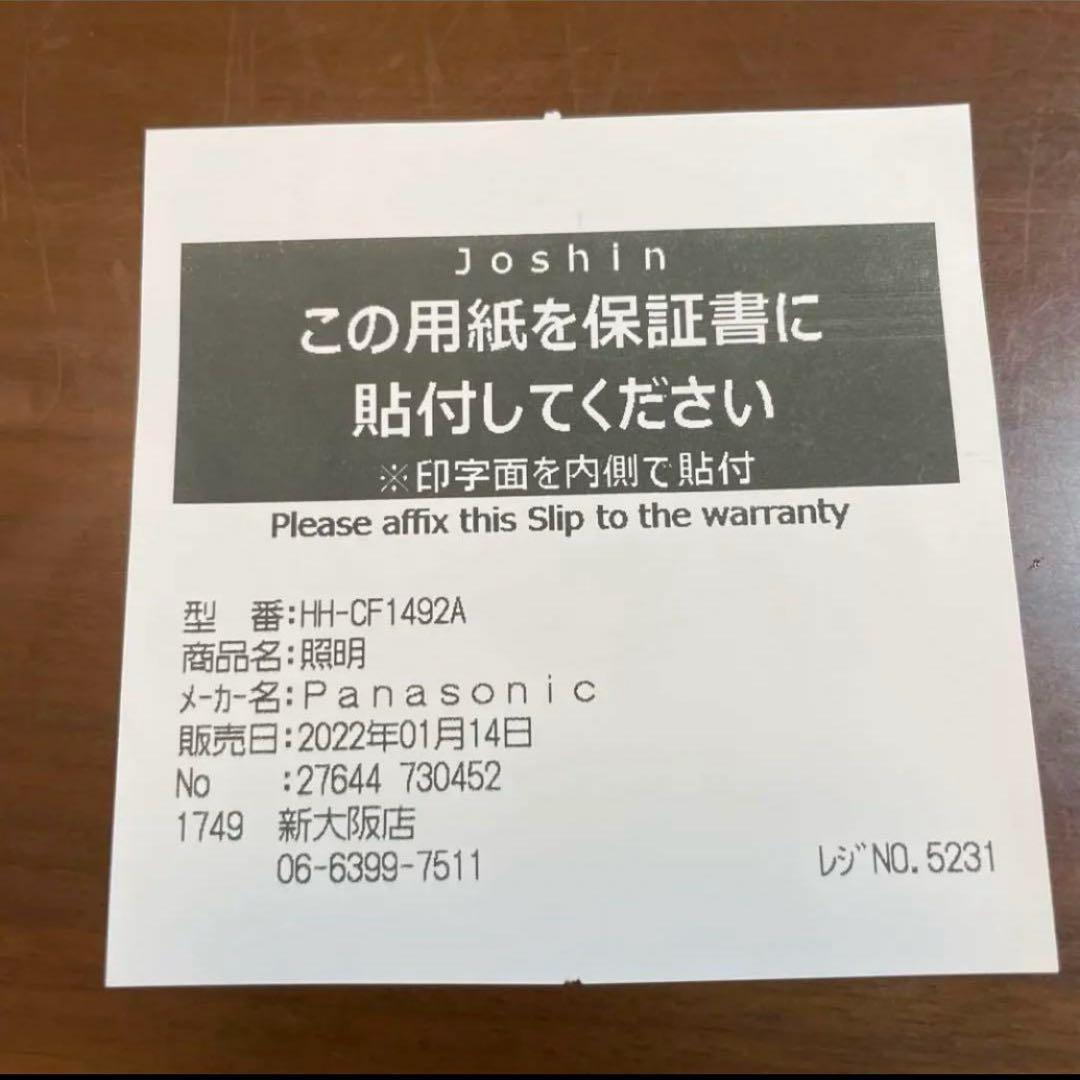 Joshin
この用紙を保証書に
貼付してください
※印字面を内側で貼付
Please affix this Slip to the warranty
型　番:HH-CF1492A
商品名:照明
ﾒｰｶｰ名:Ｐａｎａｓｏｎｉｃ
販売日:2022年01月14日
No　　:27644 730452
1749　新大阪店
06-6399-7511
ﾚｼﾞNO.5231